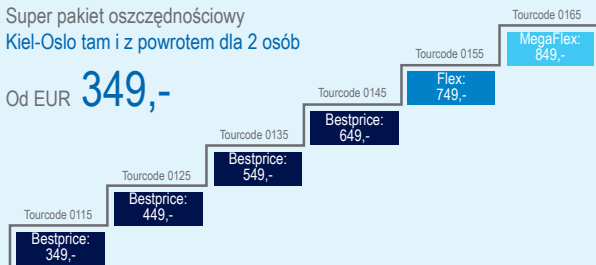 Super pakiet oszczędnościowy
Kiel-Oslo tam i z powrotem dla 2 osób
Od EUR 349,-
Tourcode 0165
MegaFlex:
849,-
Tourcode 0155
Flex:
749,-
Tourcode 0145
Bestprice:
649,-
Tourcode 0135
Bestprice:
549,-
Tourcode 0125
Bestprice:
449,-
Tourcode 0115
Bestprice:
349,-